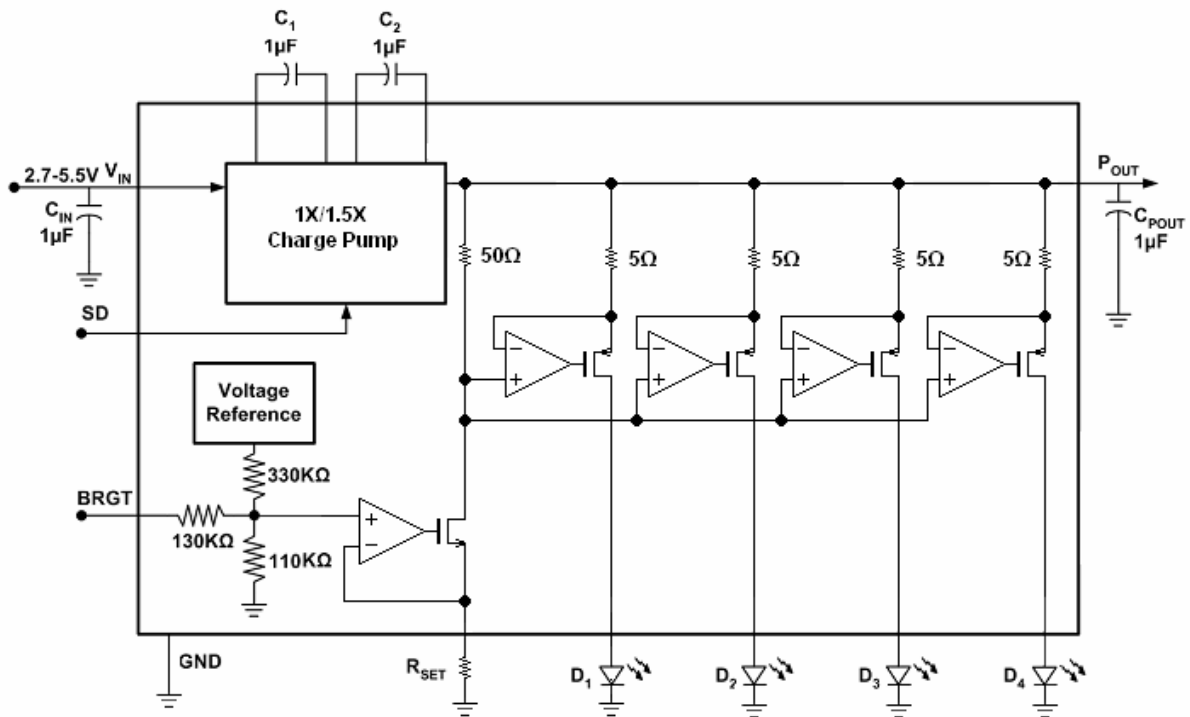 C1
1µF
C2
1µF
2.7-5.5V
VIN
CIN
1µF
1X/1.5X
Charge Pump
POUT
CPOUT
1µF
50Ω
5Ω
5Ω
5Ω
5Ω
SD
−
+
−
+
−
+
−
+
Voltage
Reference
330KΩ
BRGT
130KΩ
110KΩ
+
−
GND
RSET
D1
D2
D3
D4